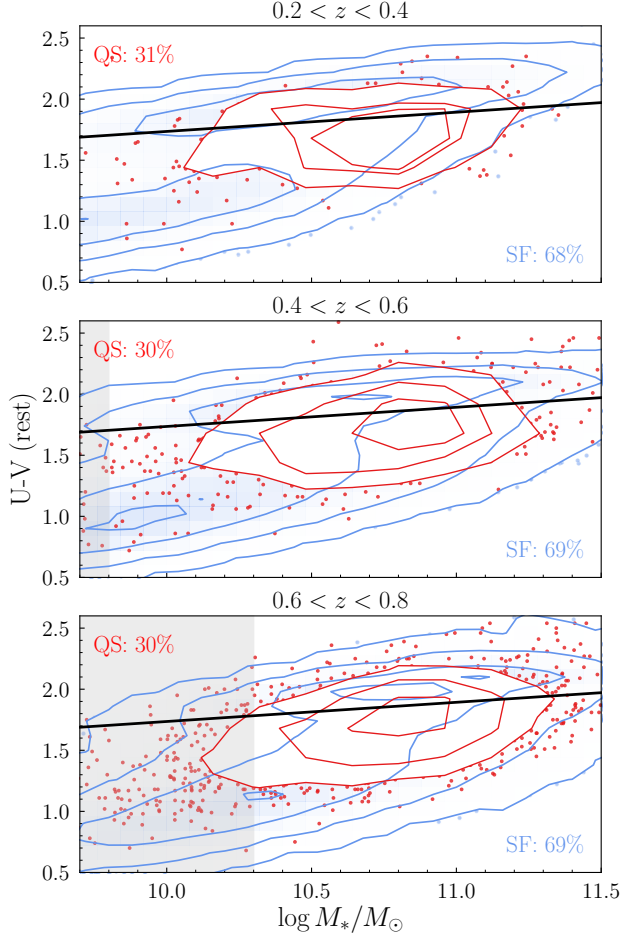 0.2 < z < 0.4
QS: 31%
SF: 68%
2.5
2.0
1.5
1.0
0.5
0.4 < z < 0.6
QS: 30%
SF: 69%
2.5
2.0
1.5
1.0
0.5
U-V (rest)
0.6 < z < 0.8
QS: 30%
SF: 69%
2.5
2.0
1.5
1.0
0.5
10.0 10.5 11.0 11.5
log M*/M⊙